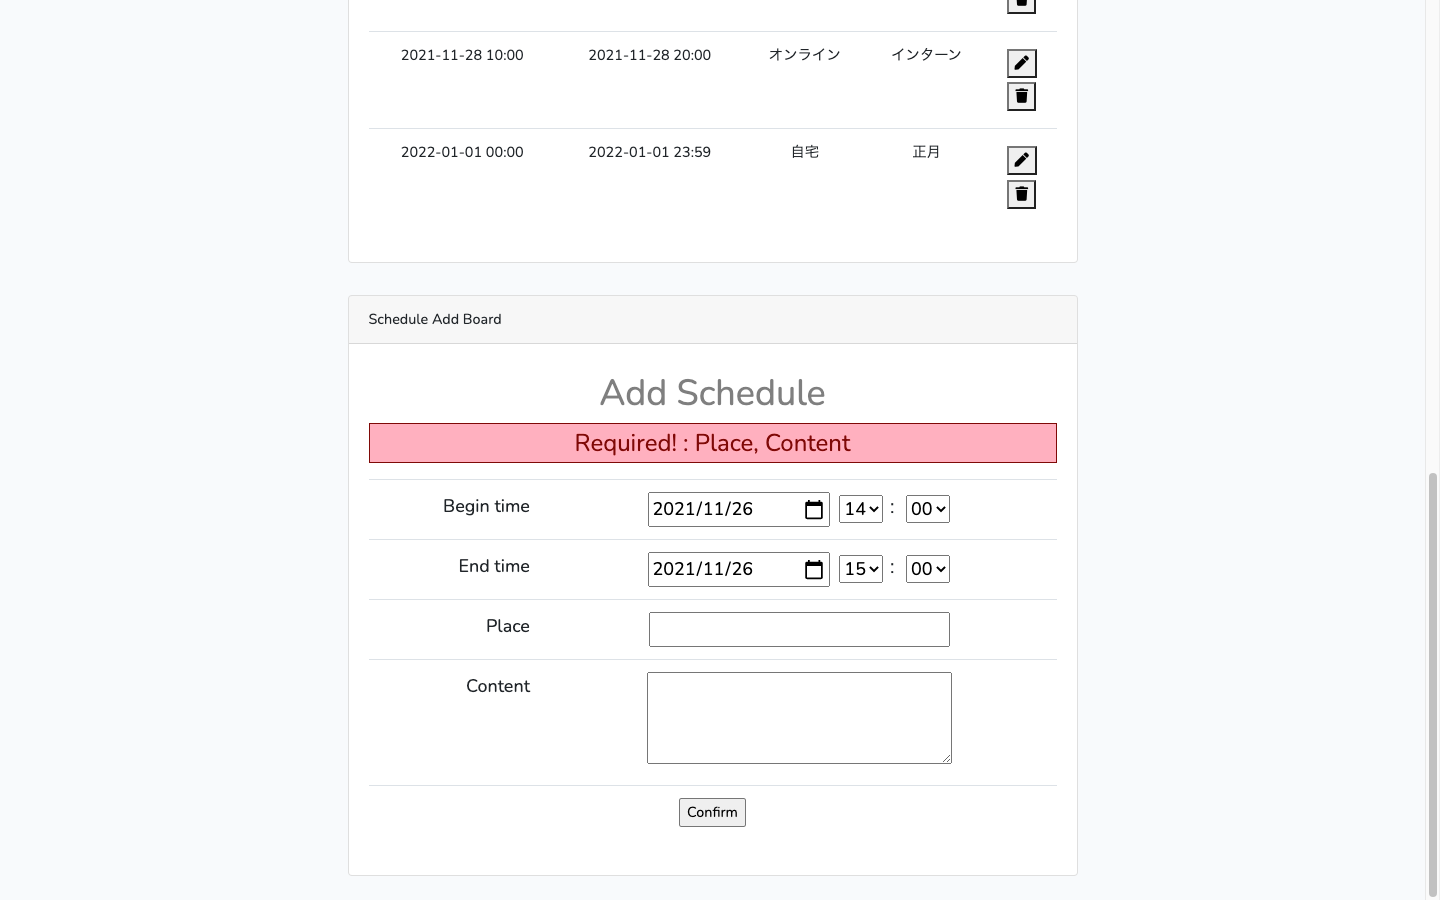 2021-11-28 10:00 2021-11-28 20:00 オンライン インターン
2022-01-01 00:00 2022-01-01 23:59 自宅 正月
Schedule Add Board
Add Schedule
Required! : Place, Content
Begin time 2021/11/26 14 : 00
End time 2021/11/26 15 : 00
Place
Content
Confirm